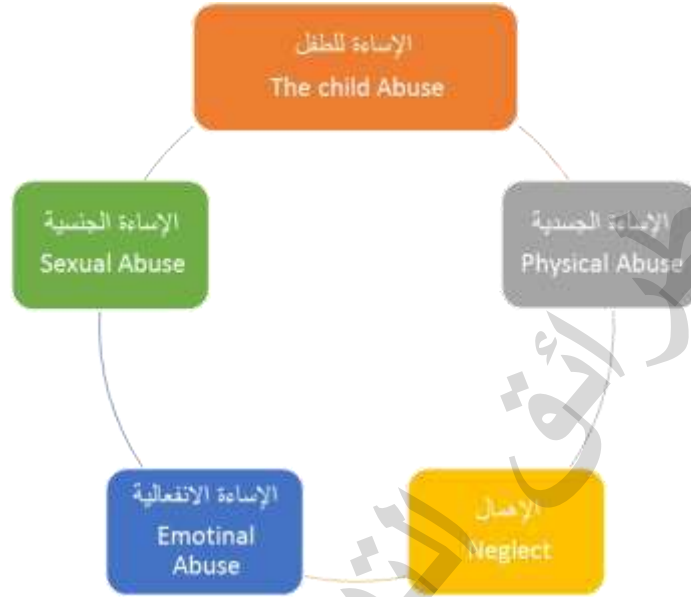 الإساءة للطفل
The child Abuse
الإساءة الجنسية
Sexual Abuse
الإساءة الجسدية
Physical Abuse
الإساءة الانفعالية
Emotinal
Abuse
الإهمال
Neglect
طرائق